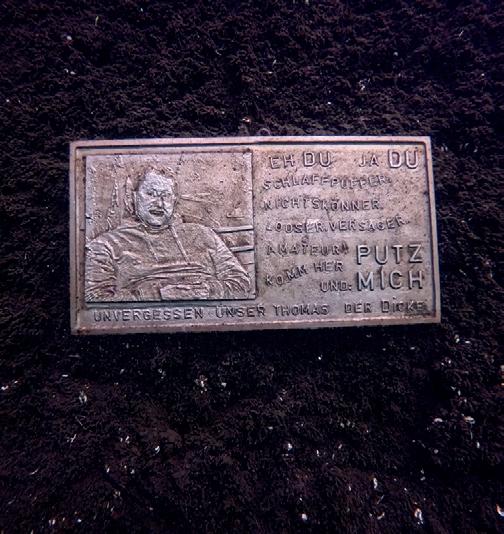 EH DU JA DU
SCHLAFFPUPPER.
NICHTSKÖNNER.
LOOSER. VERSAGER.
AMATEUR!
KOMM HER
UND: PUTZ
MICH
UNVERGESSEN UNSER THOMAS DER DICKE